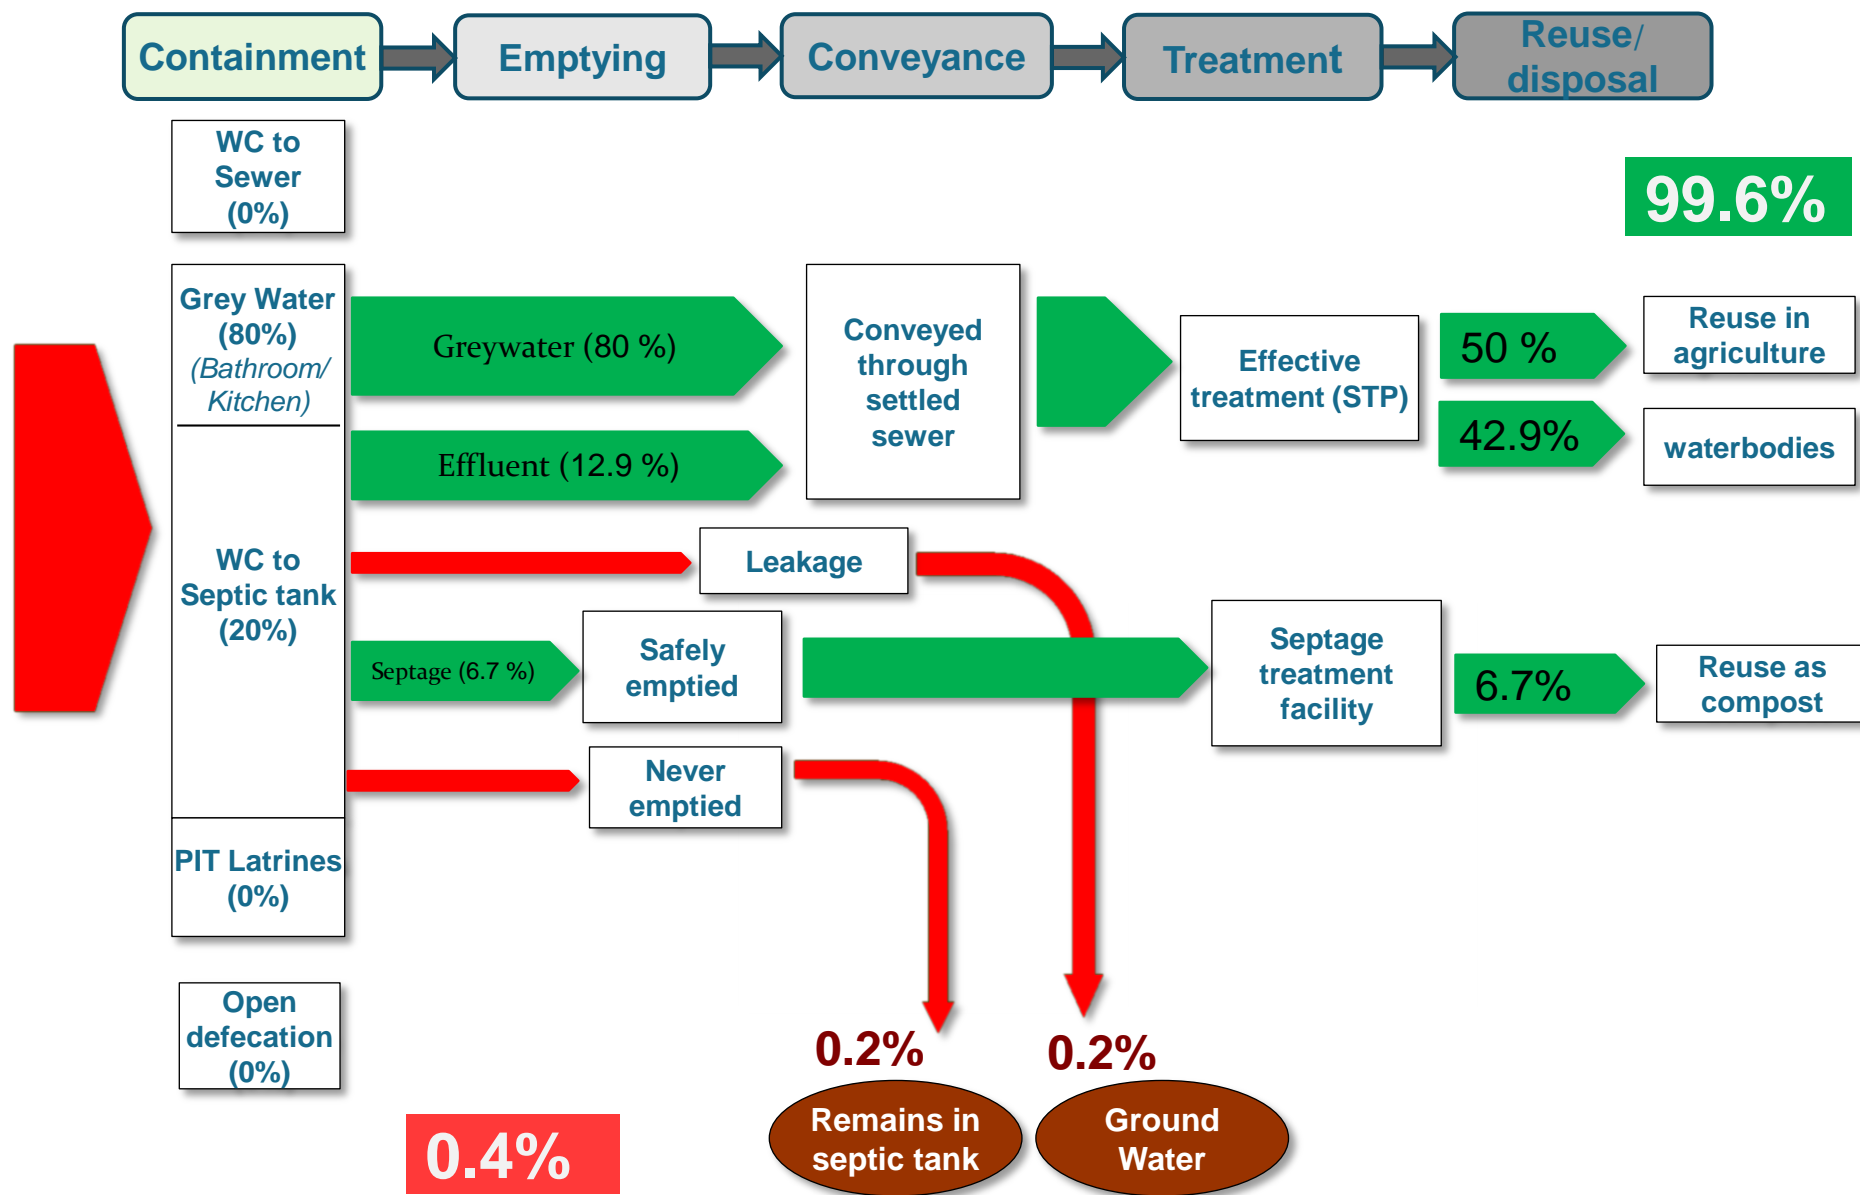 Containment
Emptying
Conveyance
Treatment
Reuse/
disposal
WC to
Sewer
(0%)
99.6%
Grey Water
(80%)
(Bathroom/
Kitchen)
Greywater (80 %)
Effluent (12.9 %)
Conveyed
through
settled
sewer
Effective
treatment (STP)
50 %
42.9%
Reuse in
agriculture
waterbodies
WC to
Septic tank
(20%)
Leakage
Septage (6.7 %)
Safely
emptied
Septage
treatment
facility
6.7%
Reuse as
compost
Never
emptied
PIT Latrines
(0%)
Open
defecation
(0%)
0.2%
0.2%
Remains in
septic tank
Ground
Water
0.4%